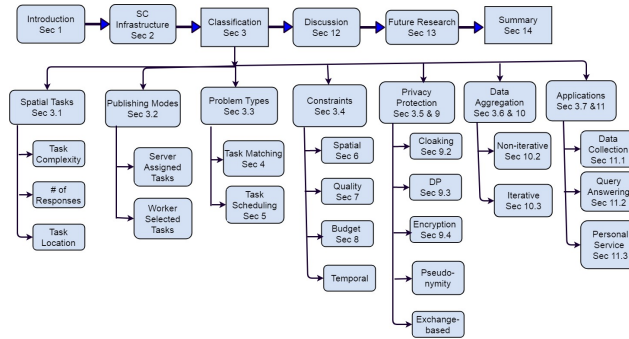 Introduction
Sec 1
SC
Infrastructure
Sec 2
Classification
Sec 3
Discussion
Sec 12
Future Research
Sec 13
Summary
Sec 14
Spatial Tasks
Sec 3.1
Publishing Modes
Sec 3.2
Problem Types
Sec 3.3
Constraints
Sec 3.4
Privacy
Protection
Sec 3.5 & 9
Data
Aggregation
Sec 3.6 & 10
Applications
Sec 3.7 &11
Task
Complexity
# of
Responses
Task
Location
Server
Assigned
Tasks
Worker
Selected
Tasks
Task Matching
Sec 4
Task
Scheduling
Sec 5
Spatial
Sec 6
Quality
Sec 7
Budget
Sec 8
Temporal
Cloaking
Sec 9.2
DP
Sec 9.3
Encryption
Sec 9.4
Pseudo-
nymity
Exchange-
based
Non-iterative
Sec 10.2
Iterative
Sec 10.3
Data
Collection
Sec 11.1
Query
Answering
Sec 11.2
Personal
Service
Sec 11.3